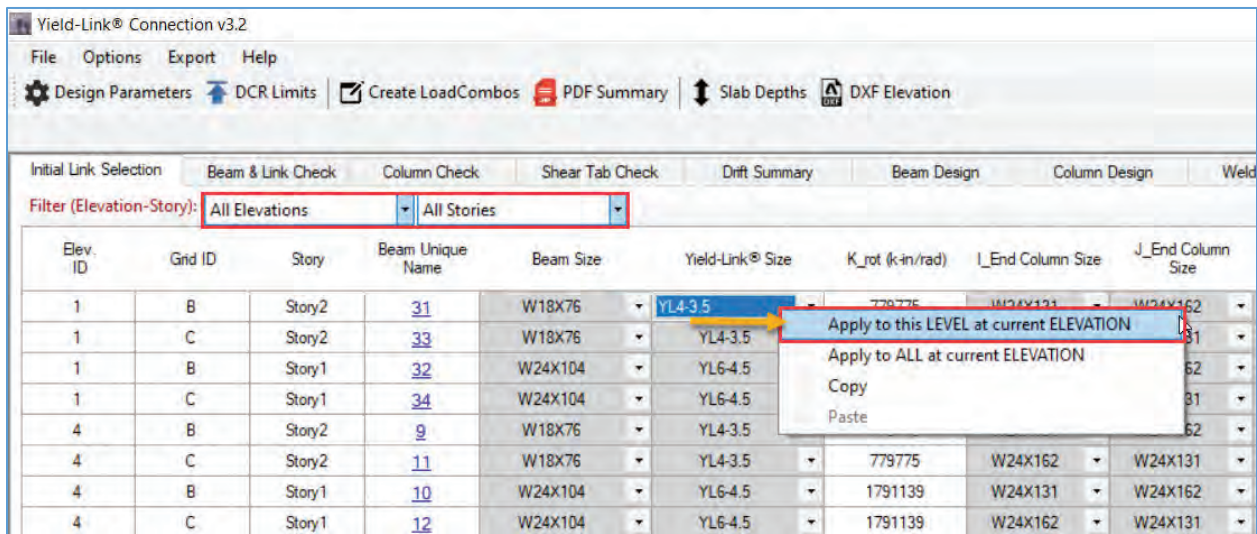 Yield-Link® Connection v3.2
File Options Export Help
Design Parameters DCR Limits Create LoadCombos PDF Summary Slab Depths DXF Elevation
Initial Link Selection Beam & Link Check Column Check Shear Tab Check Drift Summary Beam Design Column Design Weld
Filter (Elevation-Story): All Elevations All Stories
Elev. ID Grid ID Story Beam Unique Name Beam Size Yield-Link® Size K_rot (k-in/rad) I_End Column Size J_End Column Size
1 B Story2 31 W18X76 YL4-3.5 779775 W24X131 W24X162
Apply to this LEVEL at current ELEVATION
1 C Story2 33 W18X76 YL4-3.5 31
Apply to ALL at current ELEVATION
1 B Story1 32 W24X104 YL6-4.5 62
Copy
1 C Story1 34 W24X104 YL6-4.5 31
Paste
4 B Story2 9 W18X76 YL4-3.5 62
4 C Story2 11 W18X76 YL4-3.5 779775 W24X162 W24X131
4 B Story1 10 W24X104 YL6-4.5 1791139 W24X131 W24X162
4 C Story1 12 W24X104 YL6-4.5 1791139 W24X162 W24X131